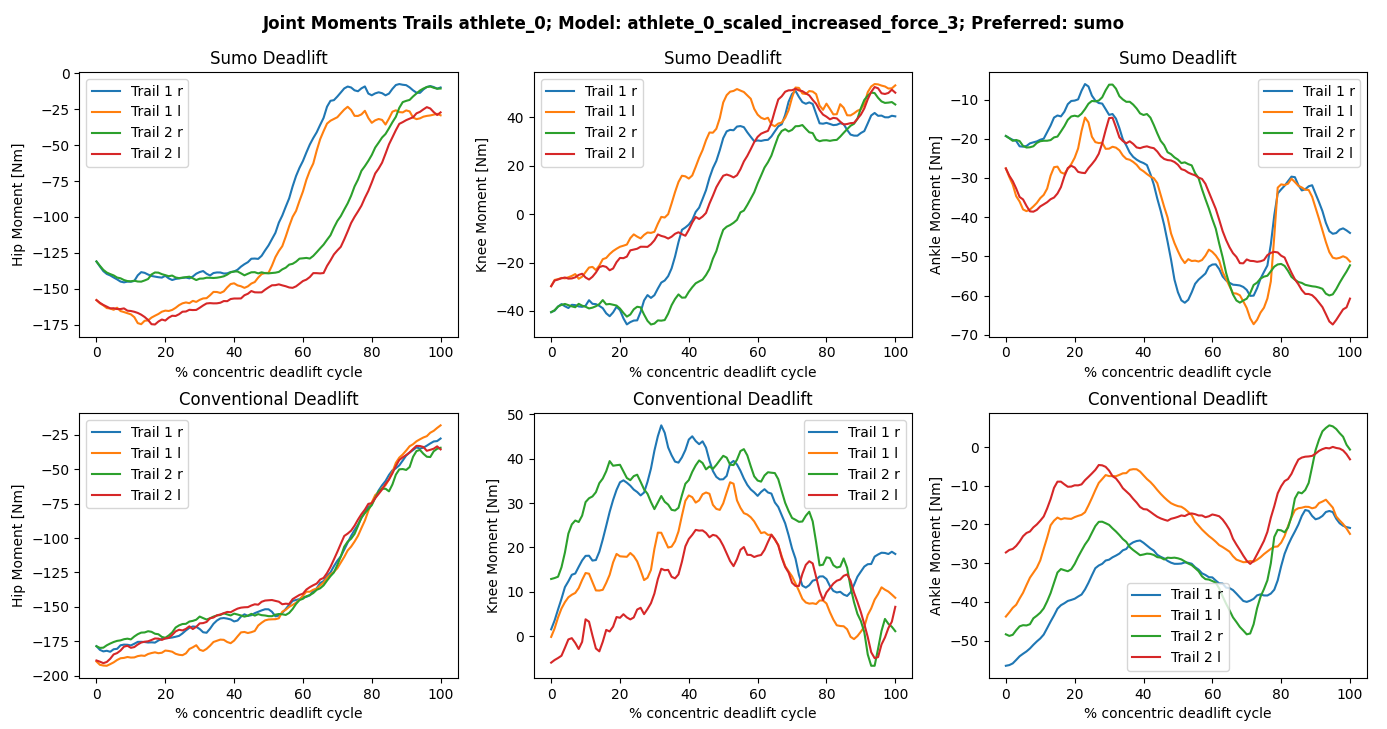 Joint Moments Trails athlete_0; Model: athlete_0_scaled_increased_force_3; Preferred: sumo
Sumo Deadlift
Hip Moment [Nm]
0
−25
−50
−75
−100
−125
−150
−175
Trail 1 r
Trail 1 l
Trail 2 r
Trail 2 l
0 20 40 60 80 100
% concentric deadlift cycle
Sumo Deadlift
Knee Moment [Nm]
40
20
0
−20
−40
Trail 1 r
Trail 1 l
Trail 2 r
Trail 2 l
0 20 40 60 80 100
% concentric deadlift cycle
Sumo Deadlift
Ankle Moment [Nm]
−10
−20
−30
−40
−50
−60
−70
Trail 1 r
Trail 1 l
Trail 2 r
Trail 2 l
0 20 40 60 80 100
% concentric deadlift cycle
Conventional Deadlift
Hip Moment [Nm]
−25
−50
−75
−100
−125
−150
−175
−200
Trail 1 r
Trail 1 l
Trail 2 r
Trail 2 l
0 20 40 60 80 100
% concentric deadlift cycle
Conventional Deadlift
Knee Moment [Nm]
50
40
30
20
10
0
Trail 1 r
Trail 1 l
Trail 2 r
Trail 2 l
0 20 40 60 80 100
% concentric deadlift cycle
Conventional Deadlift
Ankle Moment [Nm]
0
−10
−20
−30
−40
−50
Trail 1 r
Trail 1 l
Trail 2 r
Trail 2 l
0 20 40 60 80 100
% concentric deadlift cycle